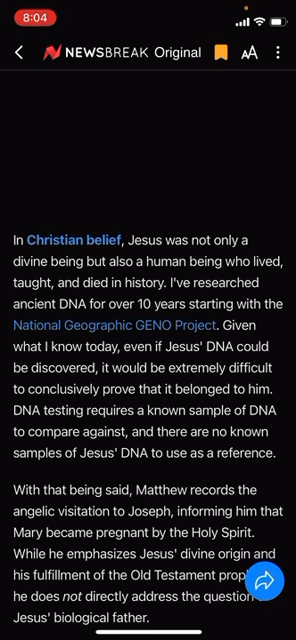 8:04
NEWSBREAK Original AA
In Christian belief, Jesus was not only a
divine being but also a human being who lived,
taught, and died in history. I've researched
ancient DNA for over 10 years starting with the
National Geographic GENO Project. Given
what I know today, even if Jesus' DNA could
be discovered, it would be extremely difficult
to conclusively prove that it belonged to him.
DNA testing requires a known sample of DNA
to compare against, and there are no known
samples of Jesus' DNA to use as a reference.
With that being said, Matthew records the
angelic visitation to Joseph, informing him that
Mary became pregnant by the Holy Spirit.
While he emphasizes Jesus' divine origin and
his fulfillment of the Old Testament
he does not directly address the question
Jesus' biological father.